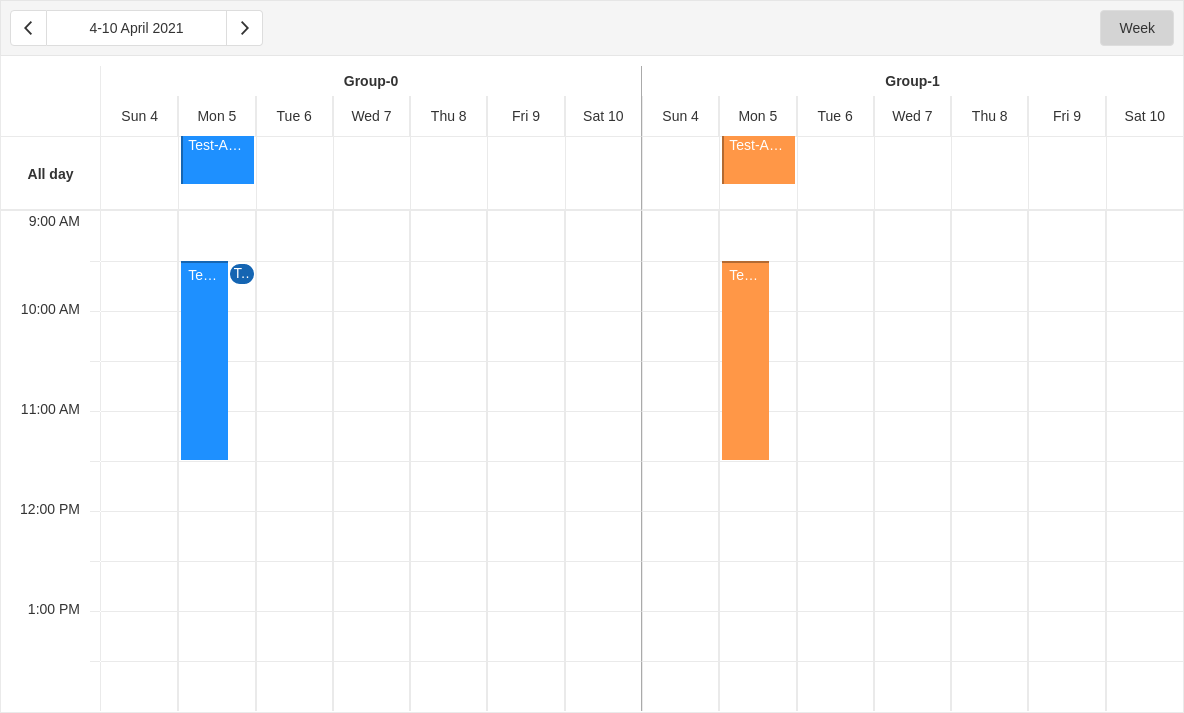 4-10 April 2021
Week
Group-0 Group-1
Sun 4 Mon 5 Tue 6 Wed 7 Thu 8 Fri 9 Sat 10 Sun 4 Mon 5 Tue 6 Wed 7 Thu 8 Fri 9 Sat 10
All day
Test-A… Test-A…
9:00 AM
Te… T.. Te…
10:00 AM
11:00 AM
12:00 PM
1:00 PM